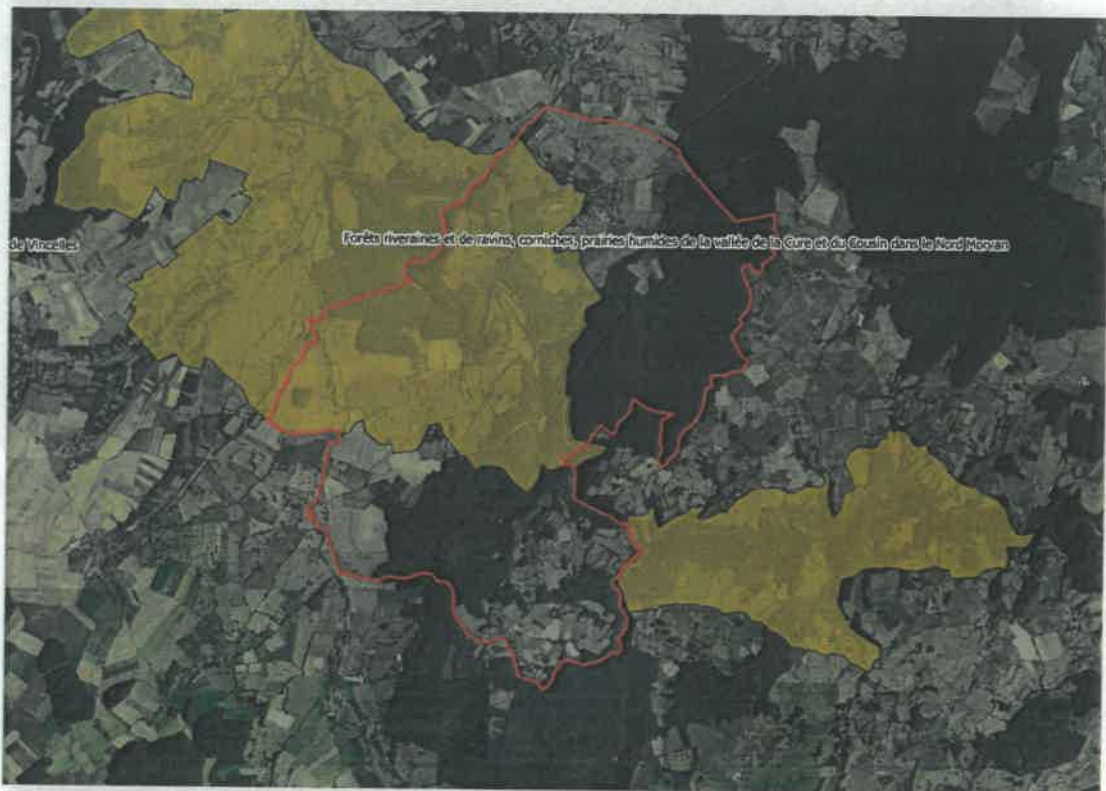 de Vincelles
Forêts riveraines et de ravins, corniches, prairies humides de la vallée de la Cure et du Cousin dans le Nord Morvan